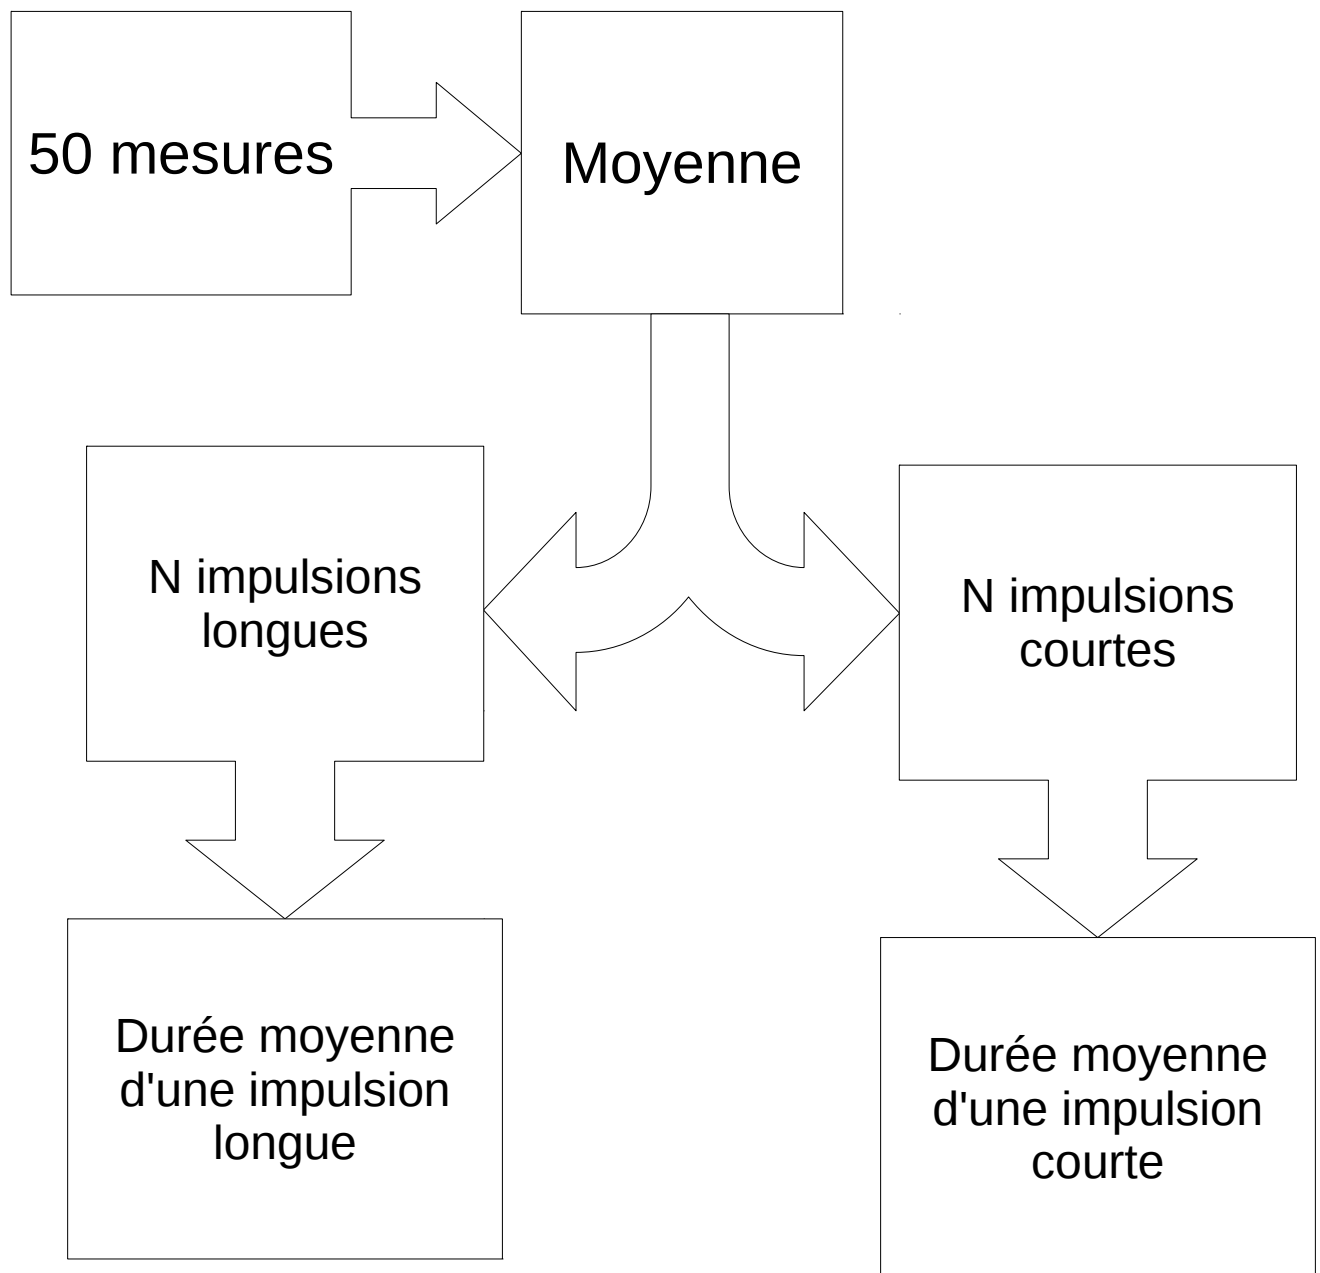 50 mesures
Moyenne
N impulsions
longues
N impulsions
courtes
Durée moyenne
d'une impulsion
longue
Durée moyenne
d'une impulsion
courte